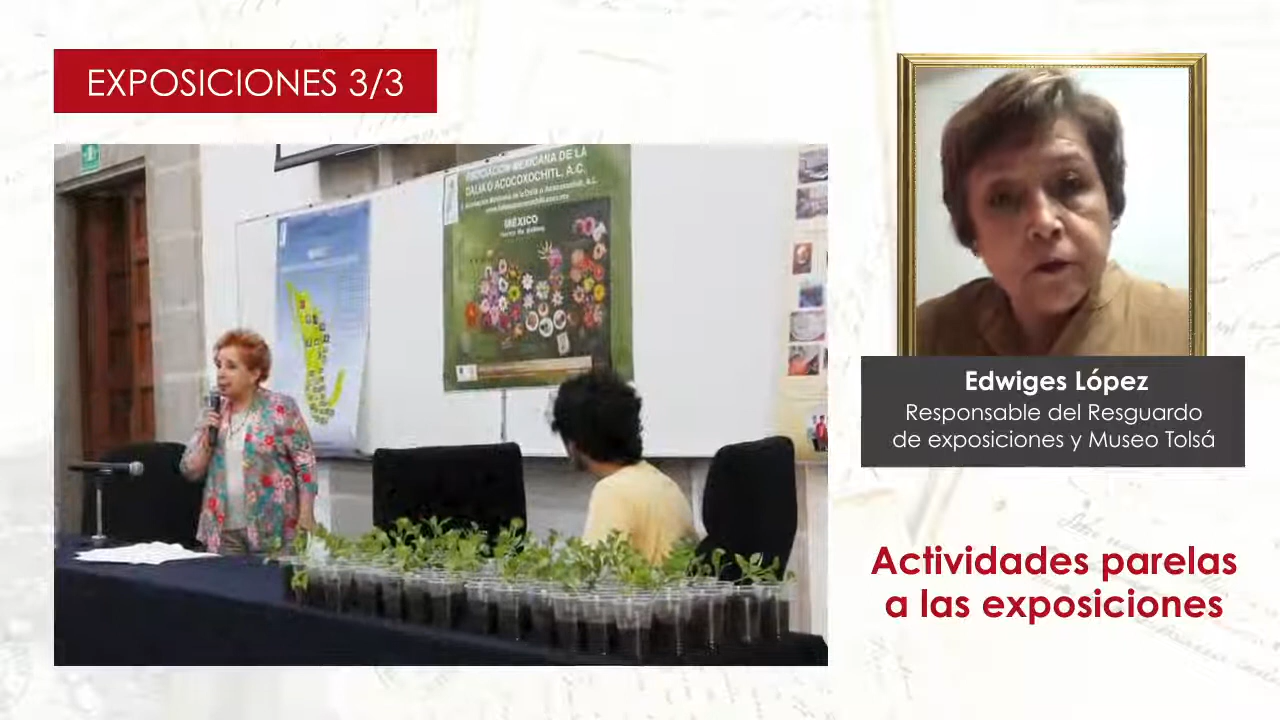 EXPOSICIONES 3/3
ASOCIACIÓN MEXICANA DE LA
DALIA O ACOCOXOCHITL, A.C.
MÉXICO
Edwiges López
Responsable del Resguardo
de exposiciones y Museo Tolsá
Actividades parelas
a las exposiciones